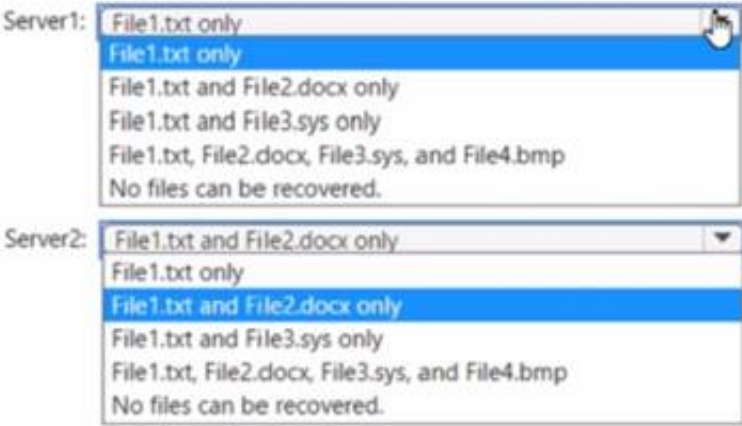 Server1: File1.txt only
File1.txt only
File1.txt and File2.docx only
File1.txt and File3.sys only
File1.txt, File2.docx, File3.sys, and File4.bmp
No files can be recovered.
Server2: File1.txt and File2.docx only
File1.txt only
File1.txt and File2.docx only
File1.txt and File3.sys only
File1.txt, File2.docx, File3.sys, and File4.bmp
No files can be recovered.